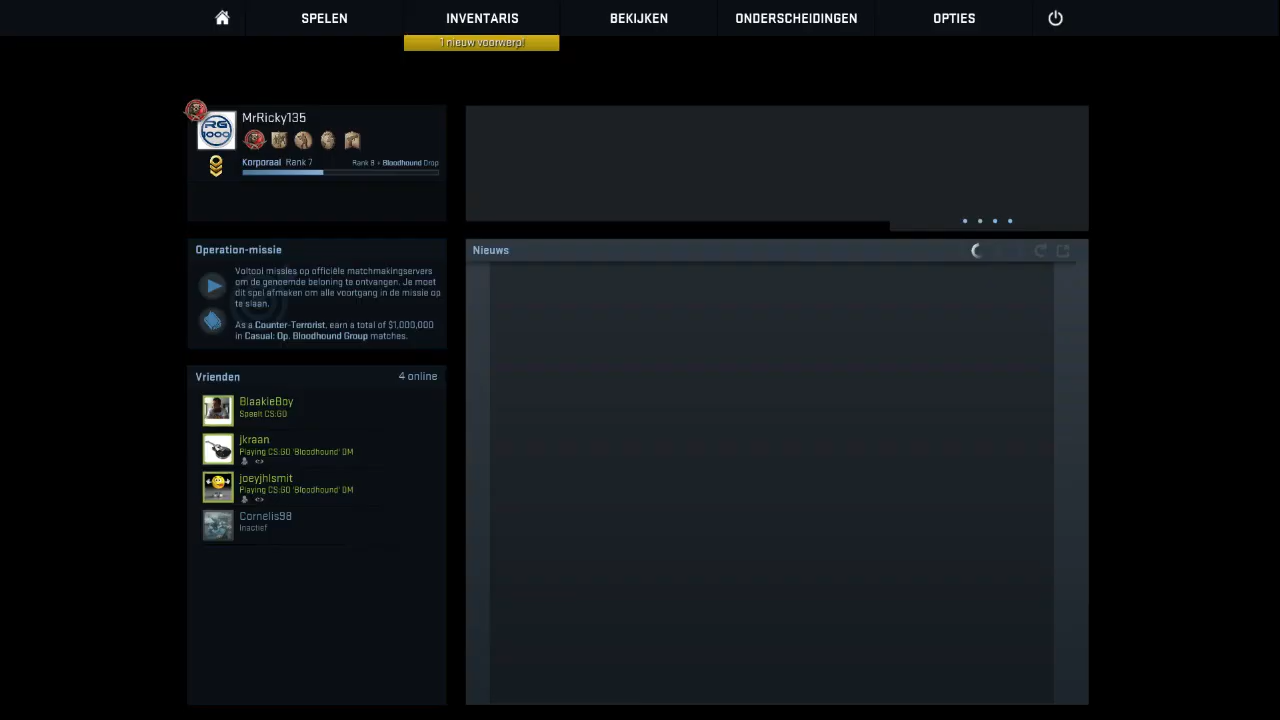 SPELEN
INVENTARIS
BEKIJKEN
ONDERSCHEIDINGEN
OPTIES
1 nieuw voorwerp!
RG
1000
MrRicky135
Korporaal Rank 7
Rank 8 › Bloodhound Drop
Operation-missie
Voltooi missies op officiële matchmakingservers
om de genoemde beloning te ontvangen. Je moet
dit spel afmaken om alle voortgang in de missie op
te slaan.
As a Counter-Terrorist, earn a total of $1,000,000
in Casual: Op. Bloodhound Group matches.
Nieuws
Vrienden
4 online
BlaakieBoy
Speelt CS:GO
jkraan
Playing CS:GO 'Bloodhound' DM
joeyjhlsmit
Playing CS:GO 'Bloodhound' DM
Cornelis98
Inactief